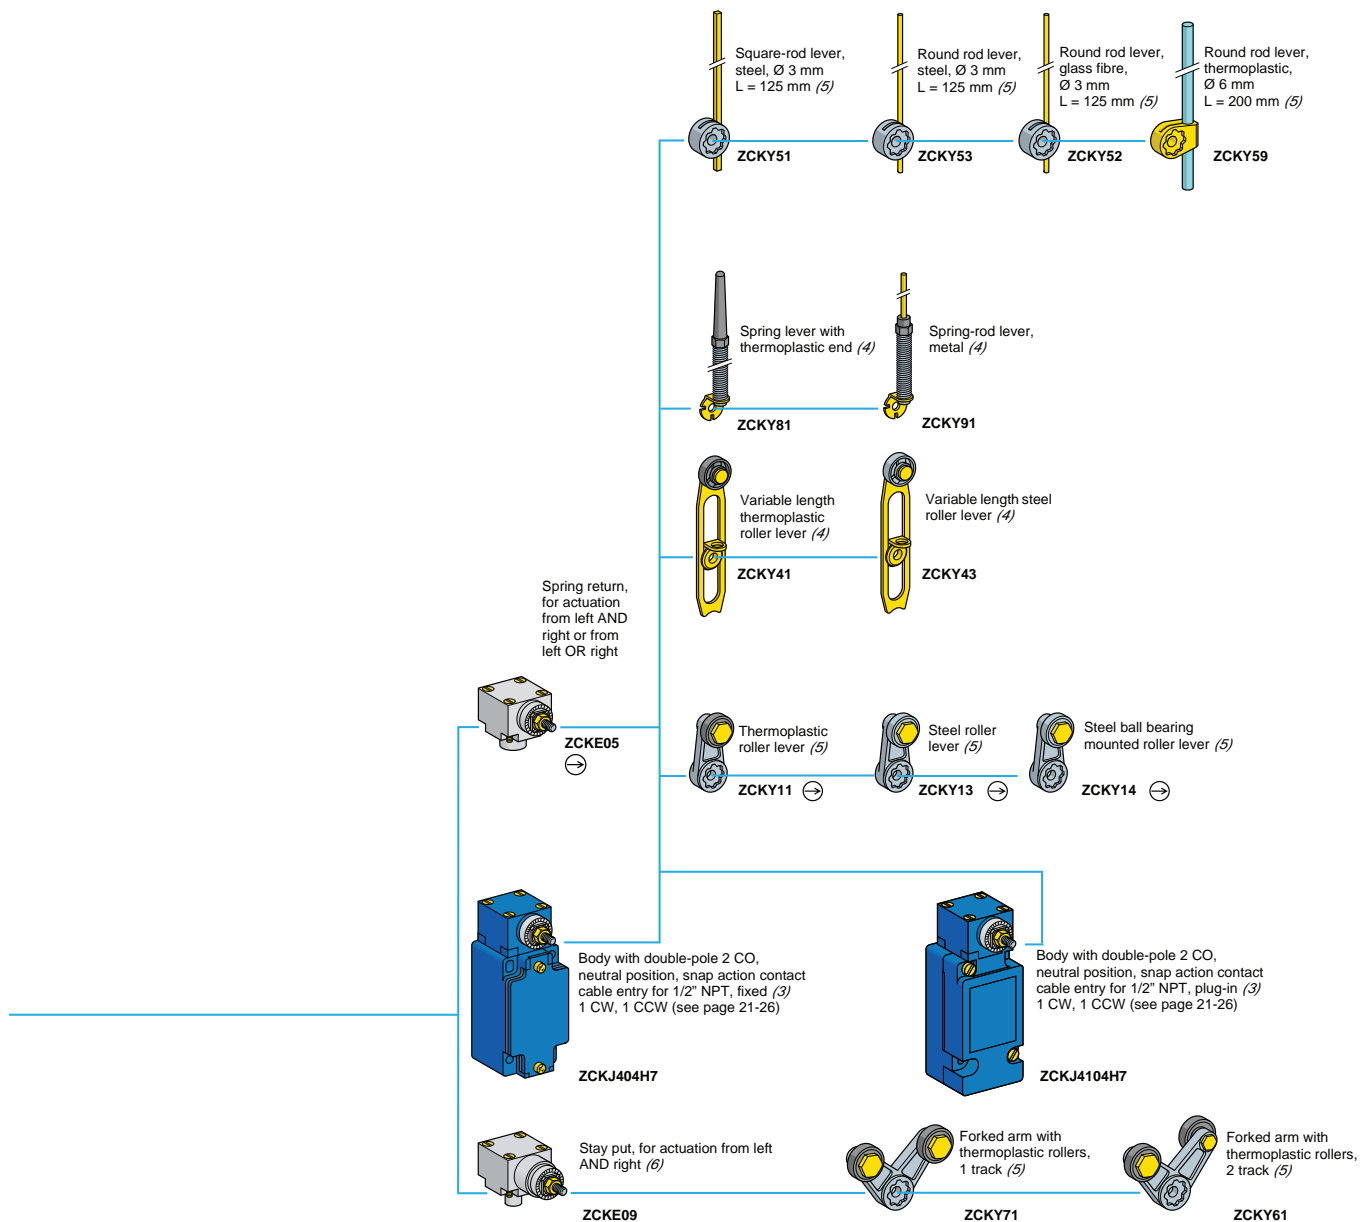 Square-rod lever,
steel, Ø 3 mm
L = 125 mm (5)
ZCKY51
Round rod lever,
steel, Ø 3 mm
L = 125 mm (5)
ZCKY53
Round rod lever,
glass fibre,
Ø 3 mm
L = 125 mm (5)
ZCKY52
Round rod lever,
thermoplastic,
Ø 6 mm
L = 200 mm (5)
ZCKY59
Spring lever with
thermoplastic end (4)
ZCKY81
Spring-rod lever,
metal (4)
ZCKY91
Variable length
thermoplastic
roller lever (4)
ZCKY41
Variable length steel
roller lever (4)
ZCKY43
Spring return,
for actuation
from left AND
right or from
left OR right
ZCKE05
Thermoplastic
roller lever (5)
ZCKY11
Steel roller
lever (5)
ZCKY13
Steel ball bearing
mounted roller lever (5)
ZCKY14
Body with double-pole 2 CO,
neutral position, snap action contact
cable entry for 1/2" NPT, fixed (3)
1 CW, 1 CCW (see page 21-26)
ZCKJ404H7
Body with double-pole 2 CO,
neutral position, snap action contact
cable entry for 1/2" NPT, plug-in (3)
1 CW, 1 CCW (see page 21-26)
ZCKJ4104H7
Stay put, for actuation from left
AND right (6)
ZCKE09
Forked arm with
thermoplastic rollers,
1 track (5)
ZCKY71
Forked arm with
thermoplastic rollers,
2 track (5)
ZCKY61